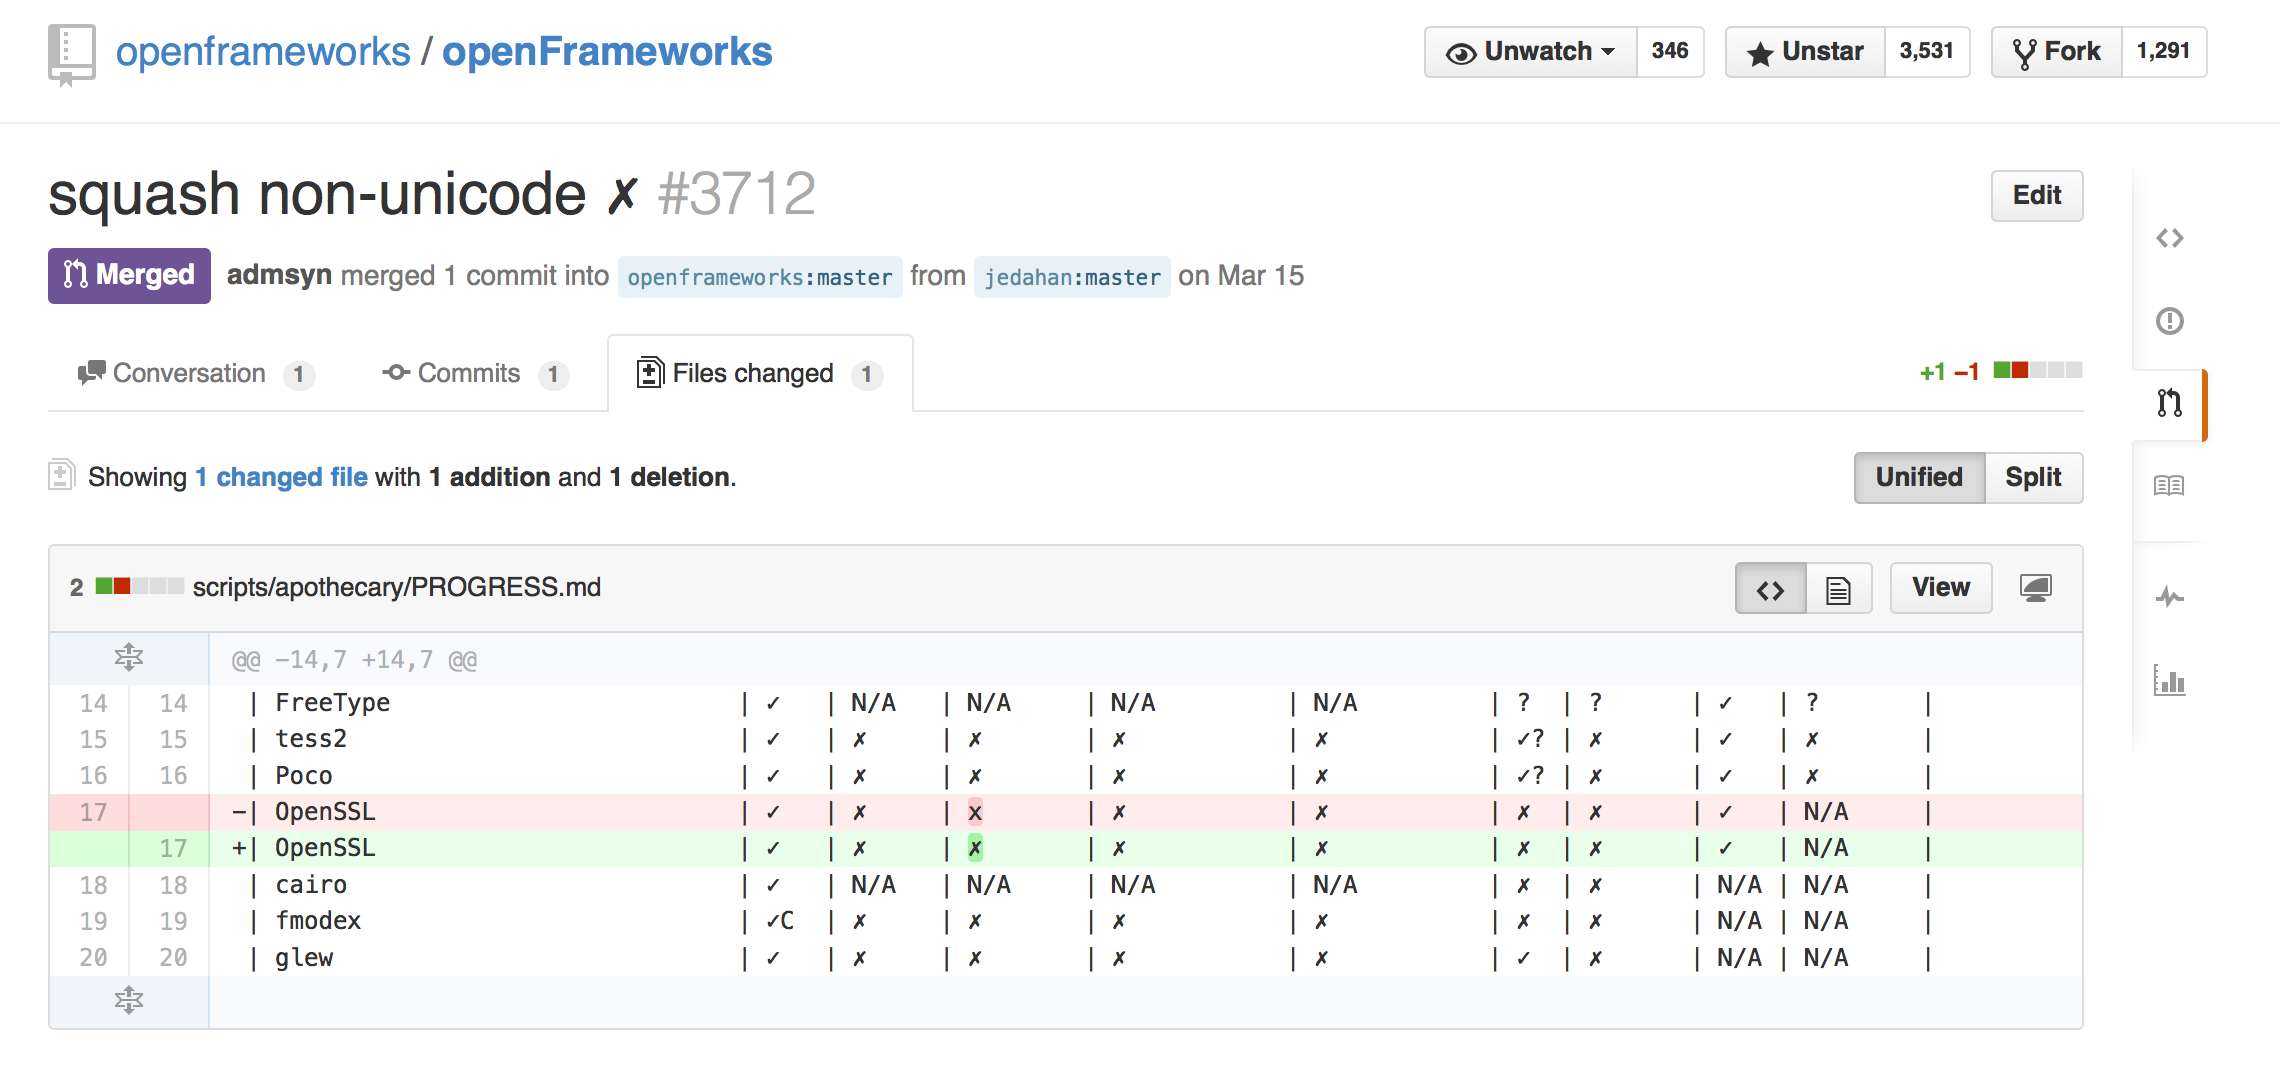 openframeworks / openFrameworks Unwatch 346 Unstar 3,531 Fork 1,291
squash non-unicode ✗ #3712 Edit
Merged admsyn merged 1 commit into openframeworks:master from jedahan:master on Mar 15
Conversation 1 Commits 1 Files changed 1 +1 −1
Showing 1 changed file with 1 addition and 1 deletion. Unified Split
2 scripts/apothecary/PROGRESS.md View
@@ −14,7 +14,7 @@
14 14 | FreeType | ✓ | N/A | N/A | N/A | N/A | ? | ? | ✓ | ? |
15 15 | tess2 | ✓ | ✗ | ✗ | ✗ | ✗ | ✓? | ✗ | ✓ | ✗ |
16 16 | Poco | ✓ | ✗ | ✗ | ✗ | ✗ | ✓? | ✗ | ✓ | ✗ |
17 −| OpenSSL | ✓ | ✗ | x | ✗ | ✗ | ✗ | ✗ | ✓ | N/A |
17 +| OpenSSL | ✓ | ✗ | ✗ | ✗ | ✗ | ✗ | ✗ | ✓ | N/A |
18 18 | cairo | ✓ | N/A | N/A | N/A | N/A | ✗ | ✗ | N/A | N/A |
19 19 | fmodex | ✓C | ✗ | ✗ | ✗ | ✗ | ✗ | ✗ | N/A | N/A |
20 20 | glew | ✓ | ✗ | ✗ | ✗ | ✗ | ✓ | ✗ | N/A | N/A |